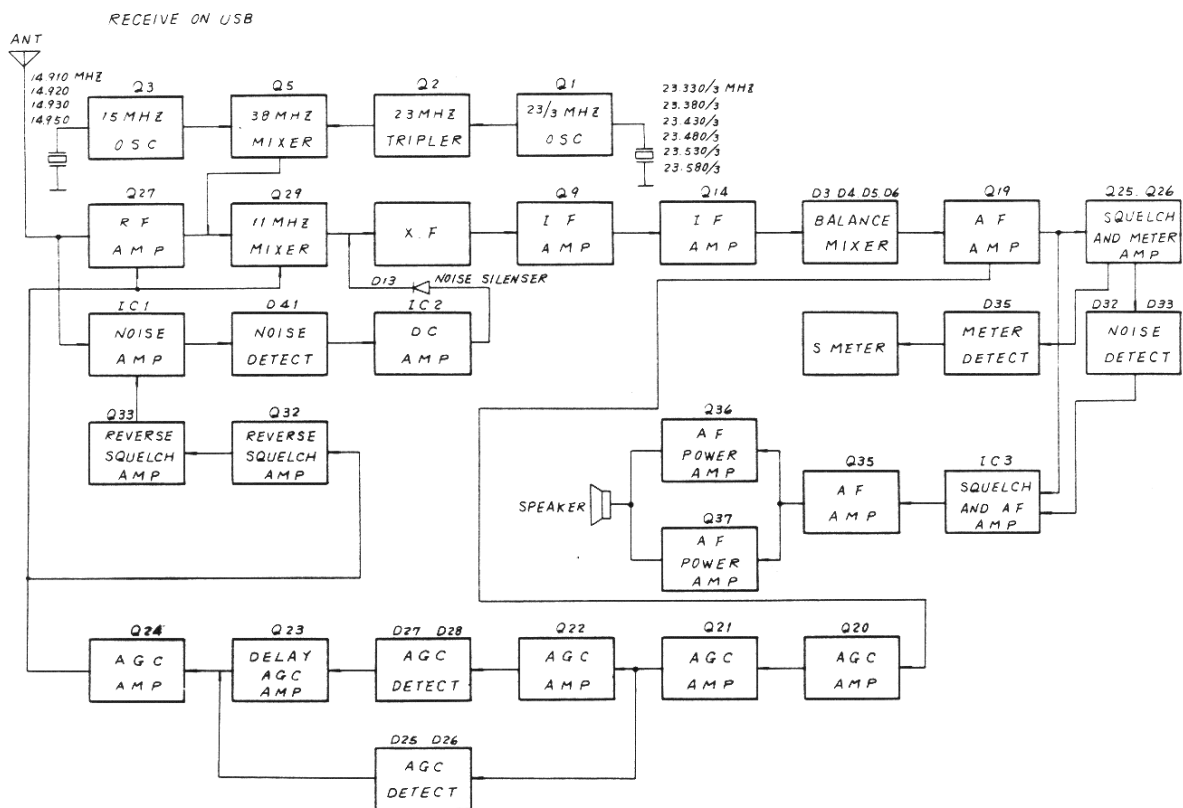 RECEIVE ON USB
ANT
14.910 MHZ
14.920
14.930
14.950
Q3
15 MHZ
OSC
Q5
38 MHZ
MIXER
Q2
23 MHZ
TRIPLER
Q1
23/3 MHZ
OSC
23.330/3 MHZ
23.380/3
23.430/3
23.480/3
23.530/3
23.580/3
Q27
RF
AMP
Q29
11 MHZ
MIXER
X.F
Q9
IF
AMP
Q14
IF
AMP
D3 D4 D5.D6
BALANCE
MIXER
Q19
AF
AMP
Q25. Q26
SQUELCH
AND METER
AMP
D13
NOISE SILENSER
IC1
NOISE
AMP
D41
NOISE
DETECT
IC2
DC
AMP
S METER
D35
METER
DETECT
D32 D33
NOISE
DETECT
Q33
REVERSE
SQUELCH
AMP
Q32
REVERSE
SQUELCH
AMP
SPEAKER
Q36
AF
POWER
AMP
Q37
AF
POWER
AMP
Q35
AF
AMP
IC3
SQUELCH
AND AF
AMP
Q24
AGC
AMP
Q23
DELAY
AGC
AMP
D27 D28
AGC
DETECT
Q22
AGC
AMP
Q21
AGC
AMP
Q20
AGC
AMP
D25 D26
AGC
DETECT